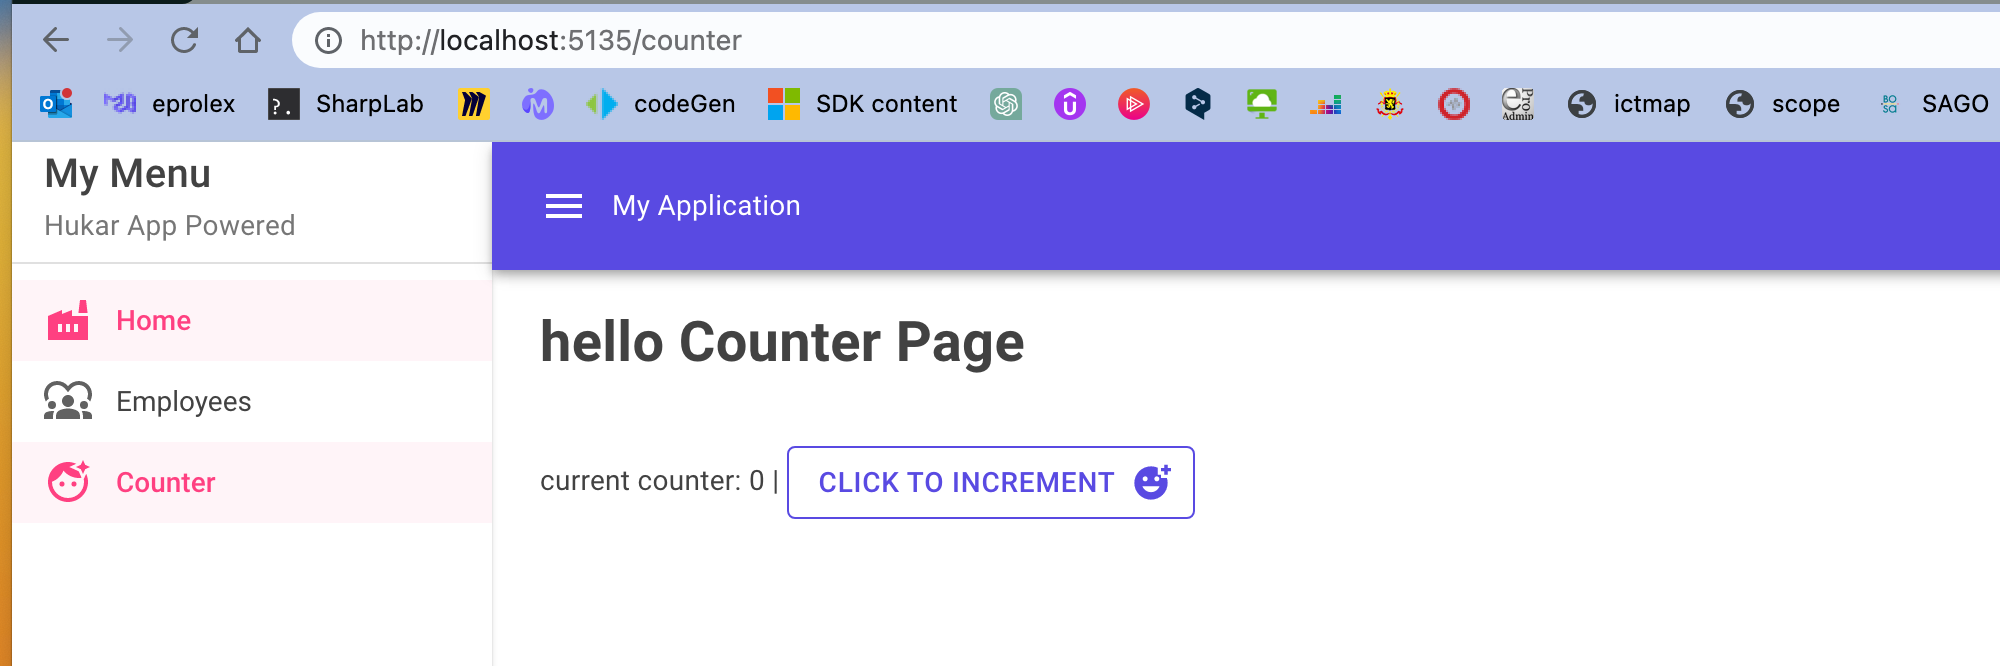 http://localhost:5135/counter
eprolex SharpLab codeGen SDK content ictmap scope SAGO
My Menu
Hukar App Powered
My Application
Home
Employees
Counter
hello Counter Page
current counter: 0 | CLICK TO INCREMENT